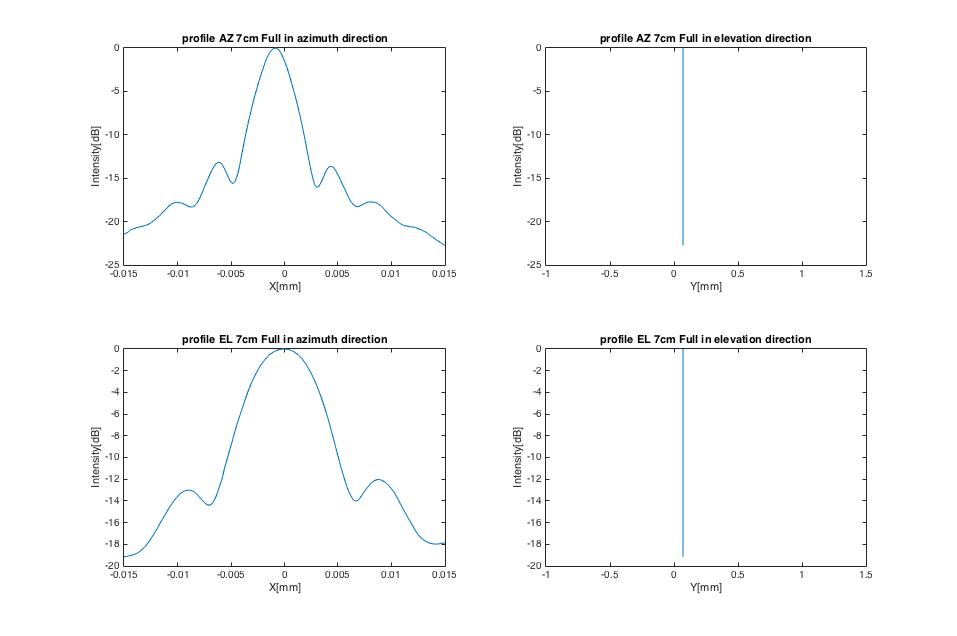 profile AZ 7cm Full in azimuth direction
0
-5
-10
-15
-20
-25
Intensity[dB]
-0.015 -0.01 -0.005 0 0.005 0.01 0.015
X[mm]
profile AZ 7cm Full in elevation direction
0
-5
-10
-15
-20
-25
Intensity[dB]
-1 -0.5 0 0.5 1 1.5
Y[mm]
profile EL 7cm Full in azimuth direction
0
-2
-4
-6
-8
-10
-12
-14
-16
-18
-20
Intensity[dB]
-0.015 -0.01 -0.005 0 0.005 0.01 0.015
X[mm]
profile EL 7cm Full in elevation direction
0
-2
-4
-6
-8
-10
-12
-14
-16
-18
-20
Intensity[dB]
-1 -0.5 0 0.5 1 1.5
Y[mm]